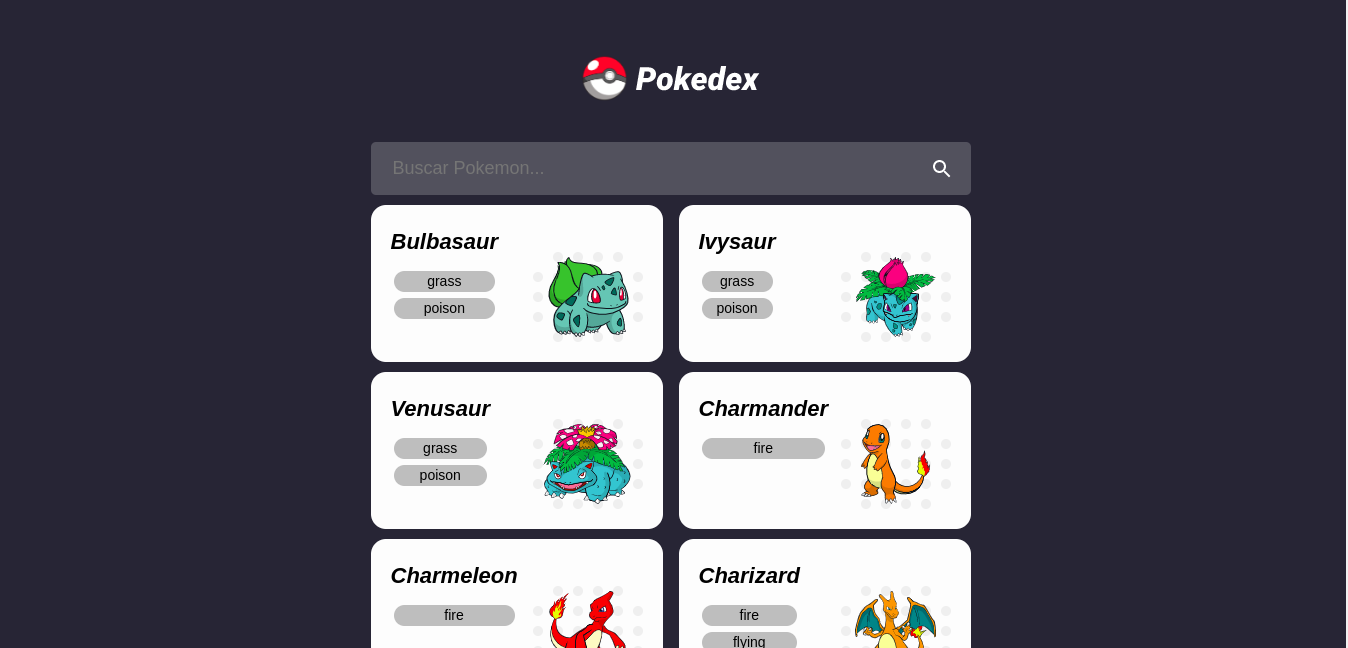 Pokedex
Buscar Pokemon...
Bulbasaur
grass
poison
Ivysaur
grass
poison
Venusaur
grass
poison
Charmander
fire
Charmeleon
fire
Charizard
fire
flying